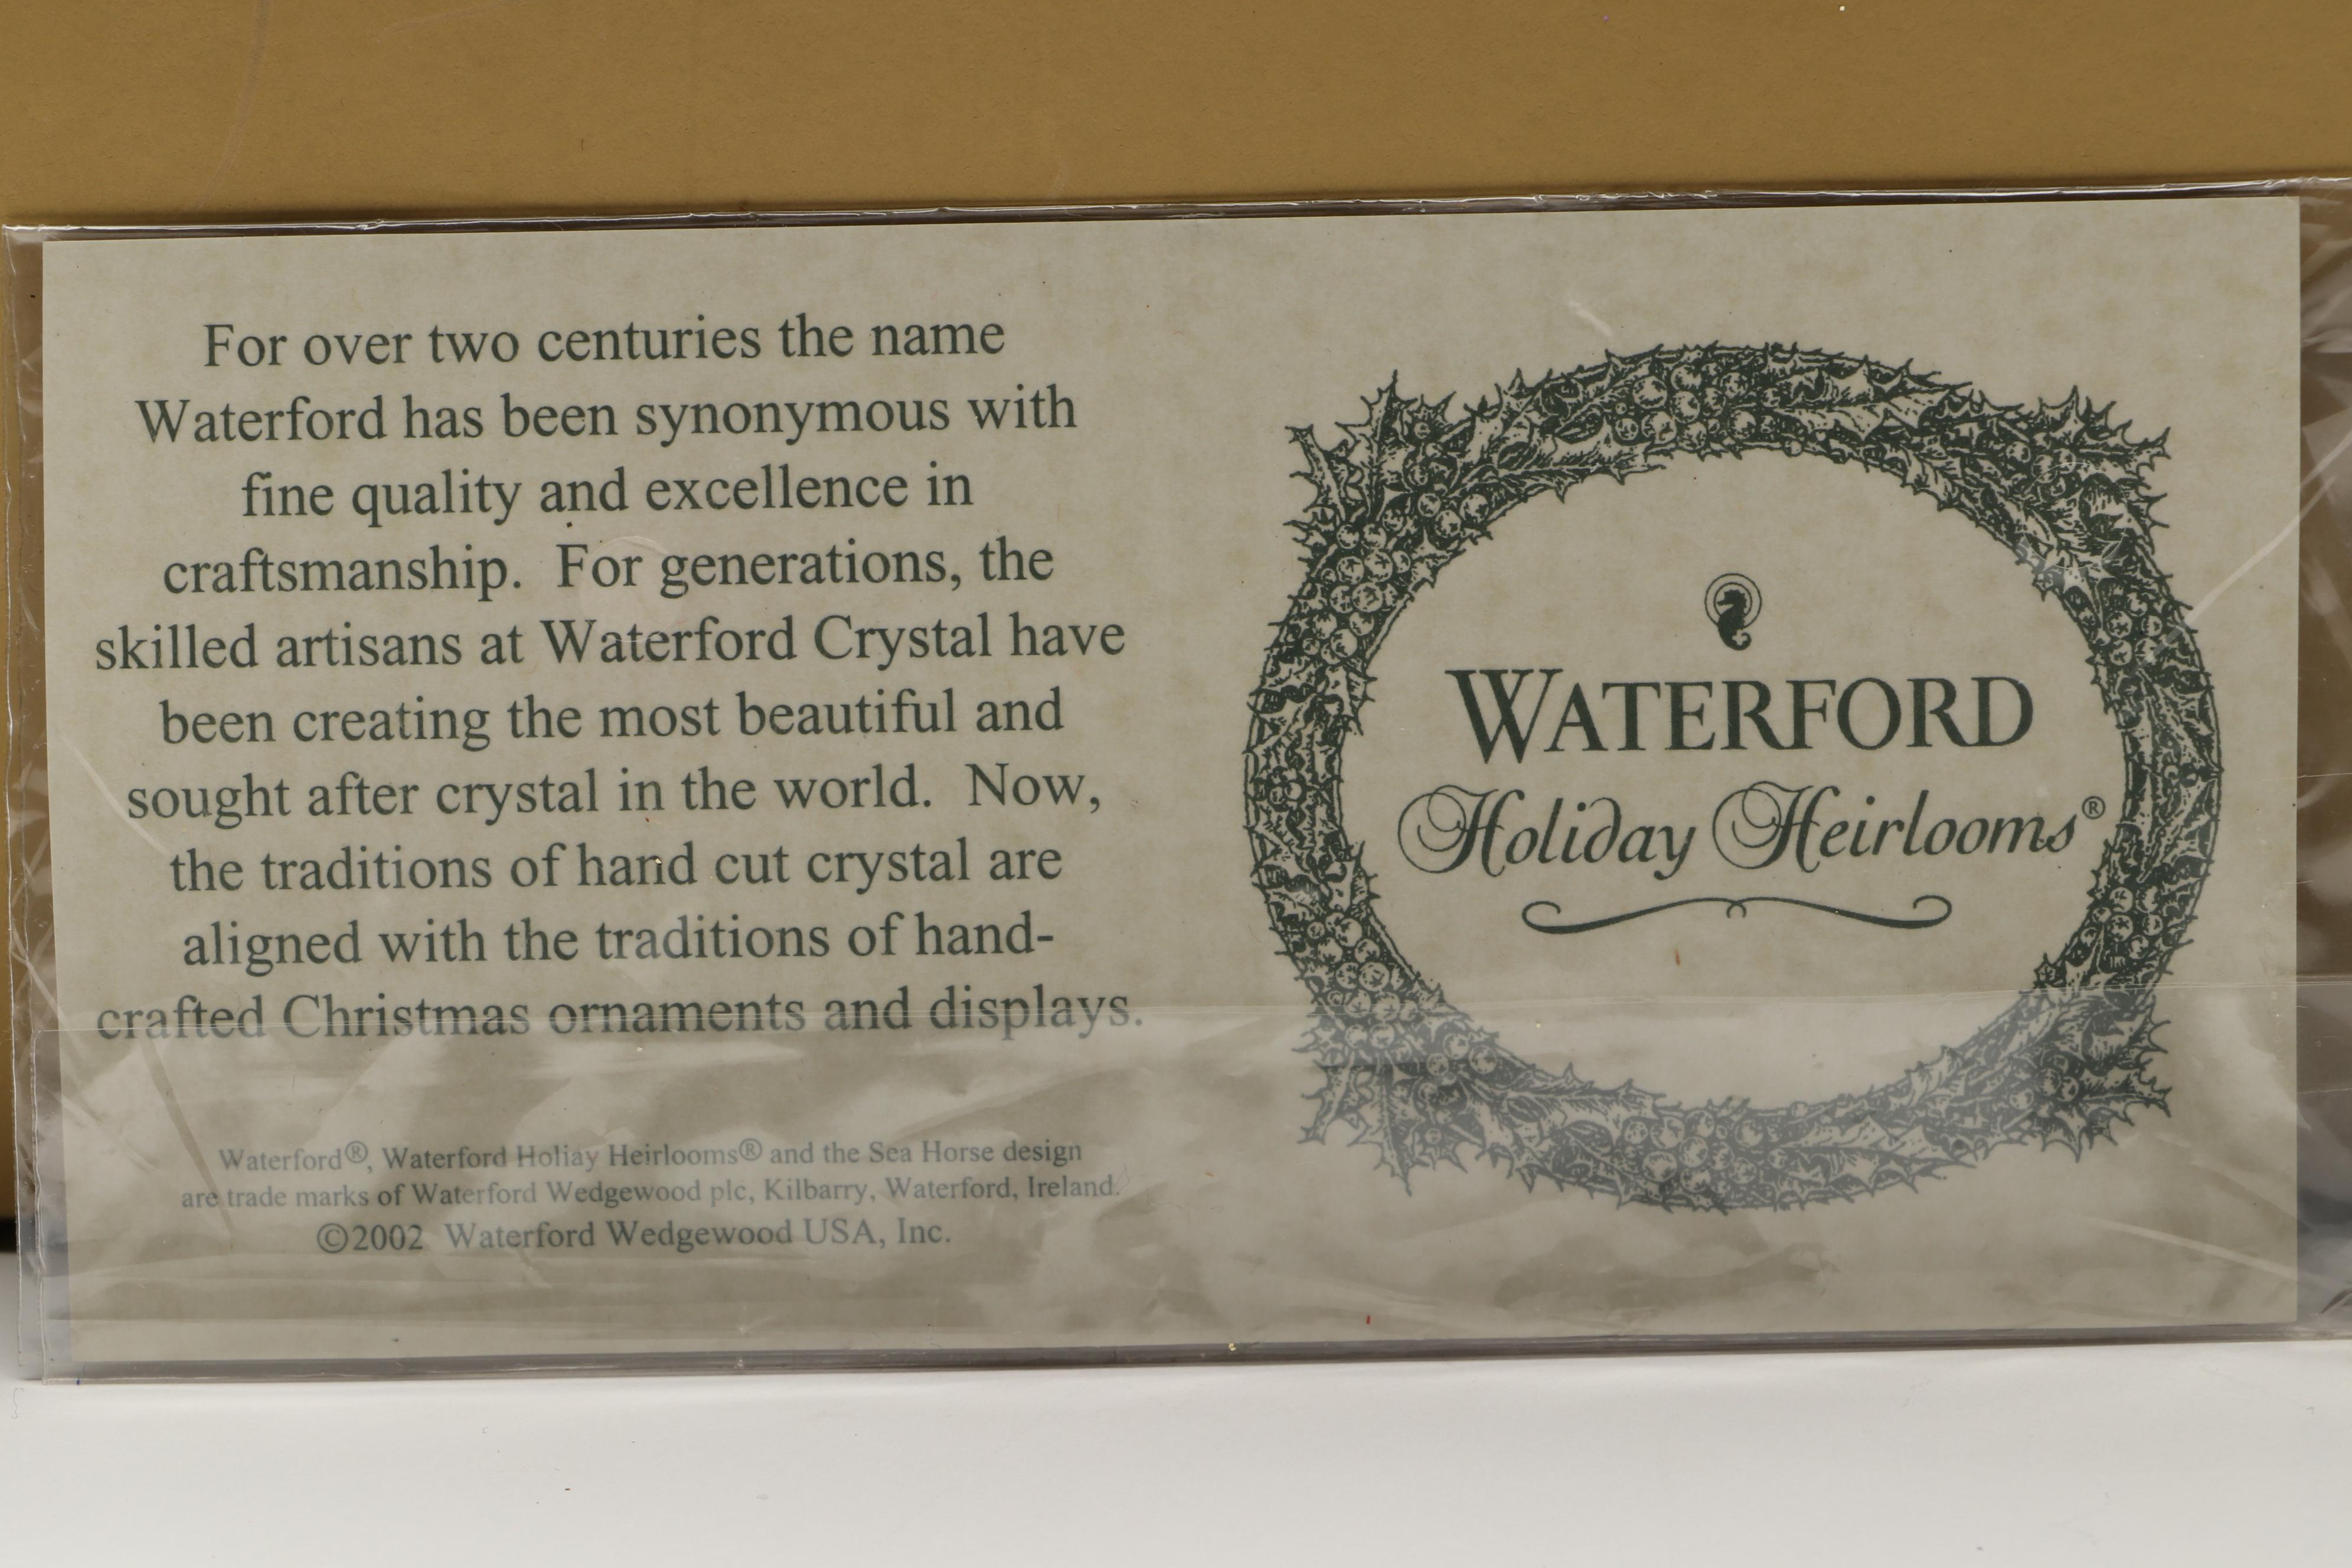 For over two centuries the name
Waterford has been synonymous with
fine quality and excellence in
craftsmanship.  For generations, the
skilled artisans at Waterford Crystal have
been creating the most beautiful and
sought after crystal in the world.  Now,
the traditions of hand cut crystal are
aligned with the traditions of hand-
crafted Christmas ornaments and displays.
Waterford®, Waterford Holiay Heirlooms® and the Sea Horse design
are trade marks of Waterford Wedgewood plc, Kilbarry, Waterford, Ireland.
©2002  Waterford Wedgewood USA, Inc.
WATERFORD
Holiday Heirlooms®